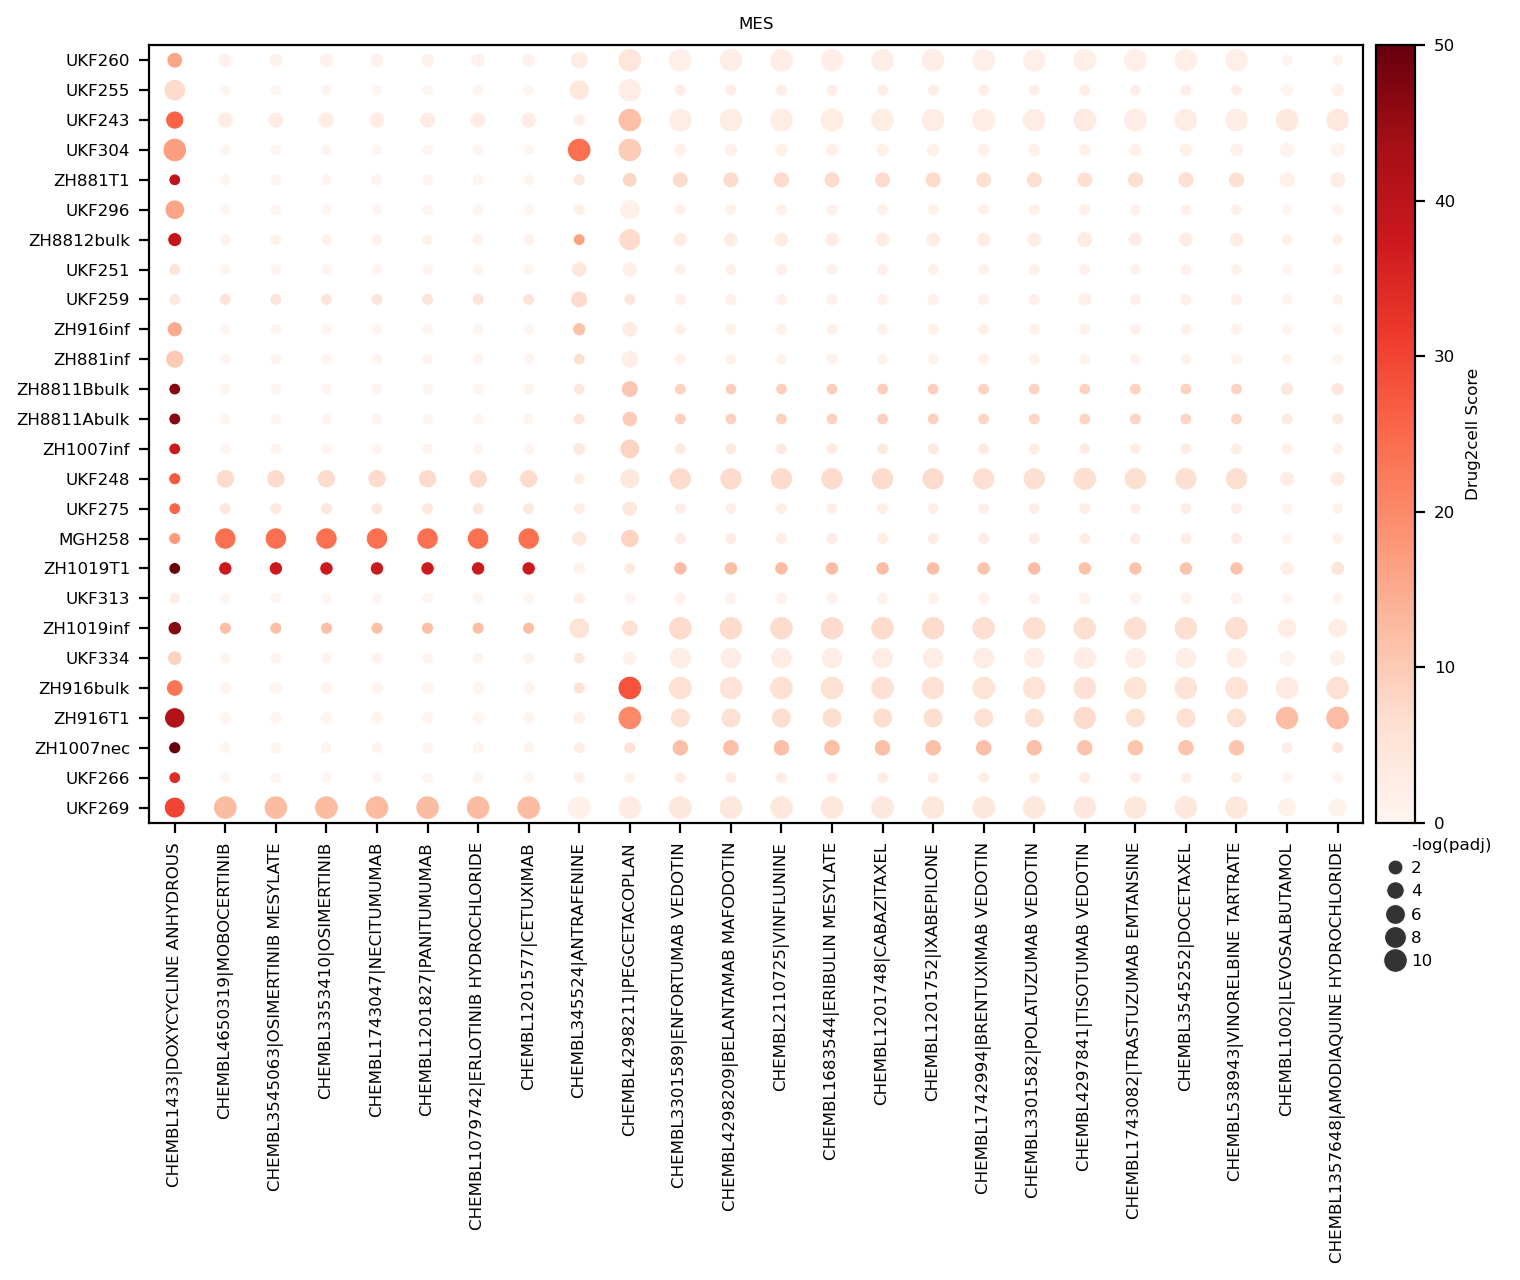 MES
UKF260
UKF255
UKF243
UKF304
ZH881T1
UKF296
ZH8812bulk
UKF251
UKF259
ZH916inf
ZH881inf
ZH8811Bbulk
ZH8811Abulk
ZH1007inf
UKF248
UKF275
MGH258
ZH1019T1
UKF313
ZH1019inf
UKF334
ZH916bulk
ZH916T1
ZH1007nec
UKF266
UKF269
CHEMBL1433|DOXYCYCLINE ANHYDROUS
CHEMBL4650319|MOBOCERTINIB
CHEMBL3545063|OSIMERTINIB MESYLATE
CHEMBL3353410|OSIMERTINIB
CHEMBL1743047|NECITUMUMAB
CHEMBL1201827|PANITUMUMAB
CHEMBL1079742|ERLOTINIB HYDROCHLORIDE
CHEMBL1201577|CETUXIMAB
CHEMBL345524|ANTRAFENINE
CHEMBL4298211|PEGCETACOPLAN
CHEMBL3301589|ENFORTUMAB VEDOTIN
CHEMBL4298209|BELANTAMAB MAFODOTIN
CHEMBL2110725|VINFLUNINE
CHEMBL1683544|ERIBULIN MESYLATE
CHEMBL1201748|CABAZITAXEL
CHEMBL1201752|IXABEPILONE
CHEMBL1742994|BRENTUXIMAB VEDOTIN
CHEMBL3301582|POLATUZUMAB VEDOTIN
CHEMBL4297841|TISOTUMAB VEDOTIN
CHEMBL1743082|TRASTUZUMAB EMTANSINE
CHEMBL3545252|DOCETAXEL
CHEMBL553893943|VINORELBINE TARTRATE
CHEMBL1002|LEVOSALBUTAMOL
CHEMBL1357648|AMODIAQUINE HYDROCHLORIDE
50
40
30
20
10
0
Drug2cell Score
-log(padj)
2
4
6
8
10